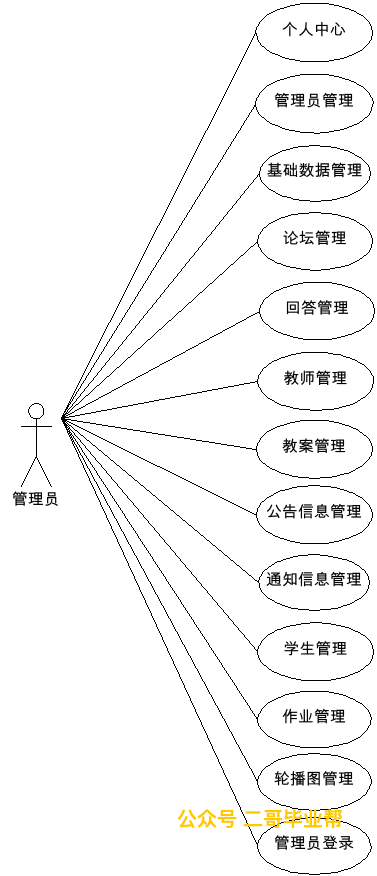 个人中心
管理员管理
基础数据管理
论坛管理
回答管理
教师管理
教案管理
管理员
公告信息管理
通知信息管理
学生管理
作业管理
轮播图管理
公众号 二哥毕业帮
管理员登录